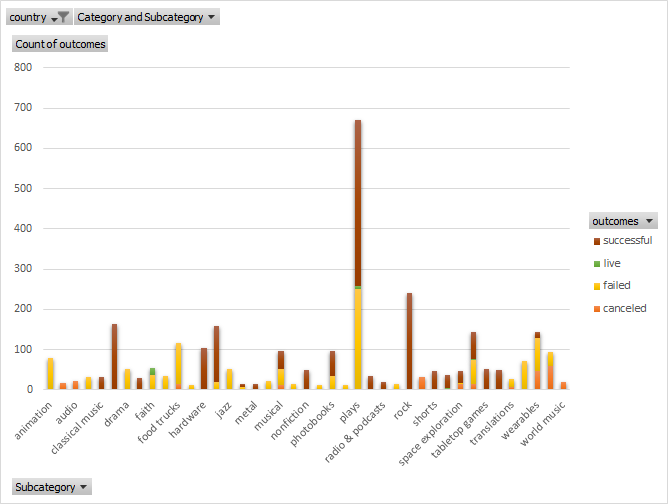 country Category and Subcategory
Count of outcomes
800
700
600
500
400
300
200
100
0
animation
audio
classical music
drama
faith
food trucks
hardware
jazz
metal
musical
nonfiction
photobooks
plays
radio & podcasts
rock
shorts
space exploration
tabletop games
translations
wearables
world music
outcomes
successful
live
failed
canceled
Subcategory